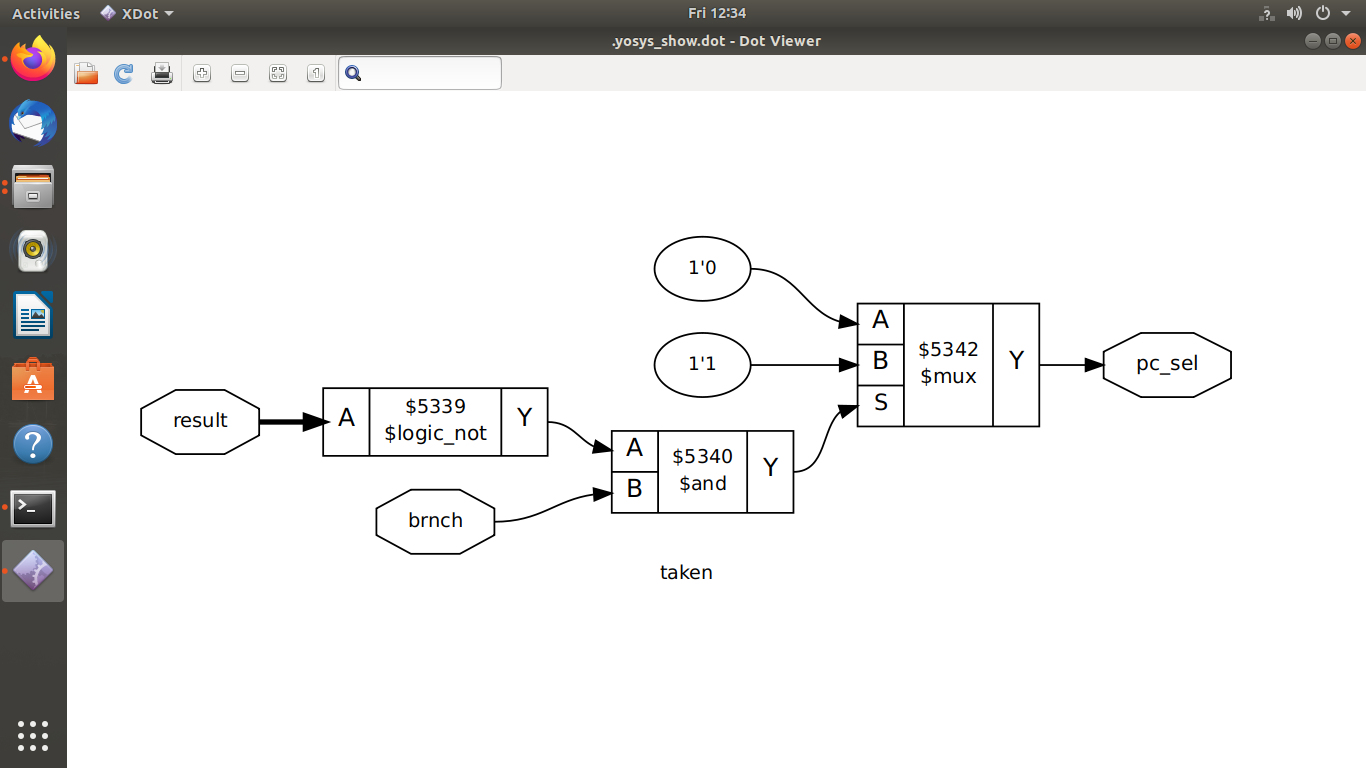 Activities
XDot
Fri 12:34
.yosys_show.dot - Dot Viewer
1'0
1'1
A
B
S
$5342
$mux
Y
pc_sel
result
A
$5339
$logic_not
Y
A
B
$5340
$and
Y
brnch
taken